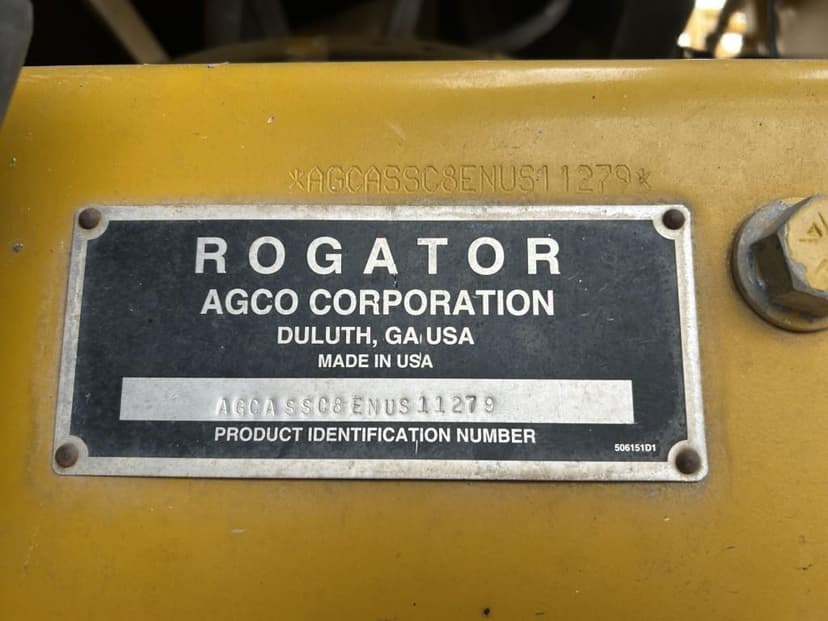 *AGCASSC8ENUS11279*
ROGATOR
AGCO CORPORATION
DULUTH, GA USA
MADE IN USA
AGCASSC8ENUS11279
PRODUCT IDENTIFICATION NUMBER
506151D1